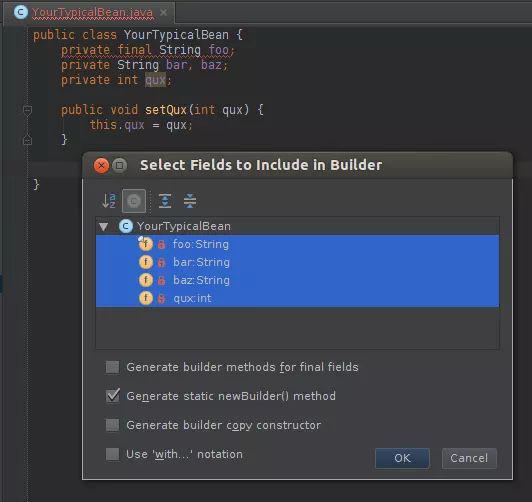 YourTypicalBean.java
public class YourTypicalBean {
private final String foo;
private String bar, baz;
private int qux;
public void setQux(int qux) {
this.qux = qux;
}
}
Select Fields to Include in Builder
YourTypicalBean
foo:String
bar:String
baz:String
qux:int
Generate builder methods for final fields
Generate static newBuilder() method
Generate builder copy constructor
Use 'with...' notation
OK
Cancel